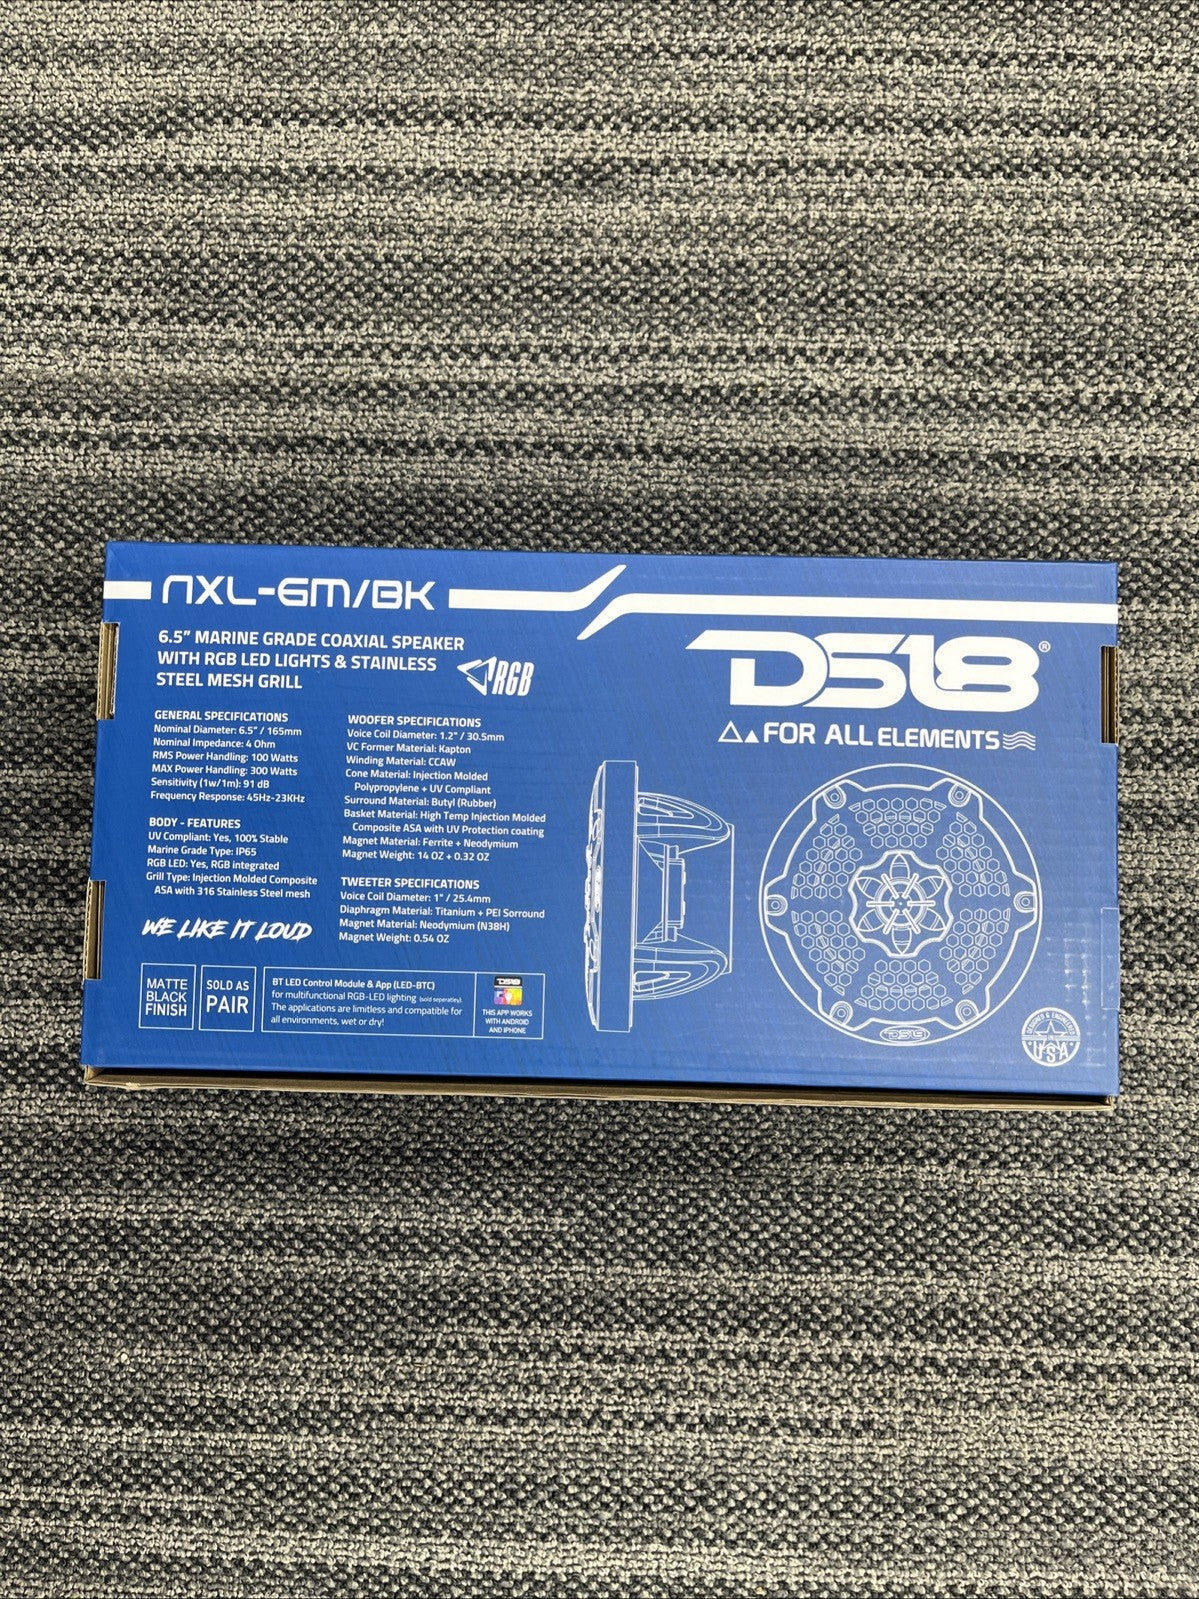 NXL-6M/BK
6.5" MARINE GRADE COAXIAL SPEAKER
WITH RGB LED LIGHTS & STAINLESS
STEEL MESH GRILL
RGB
GENERAL SPECIFICATIONS
Nominal Diameter: 6.5" / 165mm
Nominal Impedance: 4 Ohm
RMS Power Handling: 100 Watts
MAX Power Handling: 300 Watts
Sensitivity (1w/1m): 91 dB
Frequency Response: 45Hz-23KHz
BODY - FEATURES
UV Compliant: Yes, 100% Stable
Marine Grade Type: IP65
RGB LED: Yes, RGB integrated
Grill Type: Injection Molded Composite
ASA with 316 Stainless Steel mesh
WE LIKE IT LOUD
WOOFER SPECIFICATIONS
Voice Coil Diameter: 1.2" / 30.5mm
VC Former Material: Kapton
Winding Material: CCAW
Cone Material: Injection Molded
Polypropylene + UV Compliant
Surround Material: Butyl (Rubber)
Basket Material: High Temp Injection Molded
Composite ASA with UV Protection coating
Magnet Material: Ferrite + Neodymium
Magnet Weight: 14 OZ + 0.32 OZ
TWEETER SPECIFICATIONS
Voice Coil Diameter: 1" / 25.4mm
Diaphragm Material: Titanium + PEI Sorround
Magnet Material: Neodymium (N38H)
Magnet Weight: 0.54 OZ
MATTE
BLACK
FINISH
SOLD AS
PAIR
BT LED Control Module & App (LED-BTC)
for multifunctional RGB-LED lighting (sold seperatley).
The applications are limitless and compatible for
all environments, wet or dry!
DS18
THIS APP WORKS
WITH ANDROID
AND IPHONE
DS18®
FOR ALL ELEMENTS
DS18
DESIGNED & ENGINEERED
IN
USA